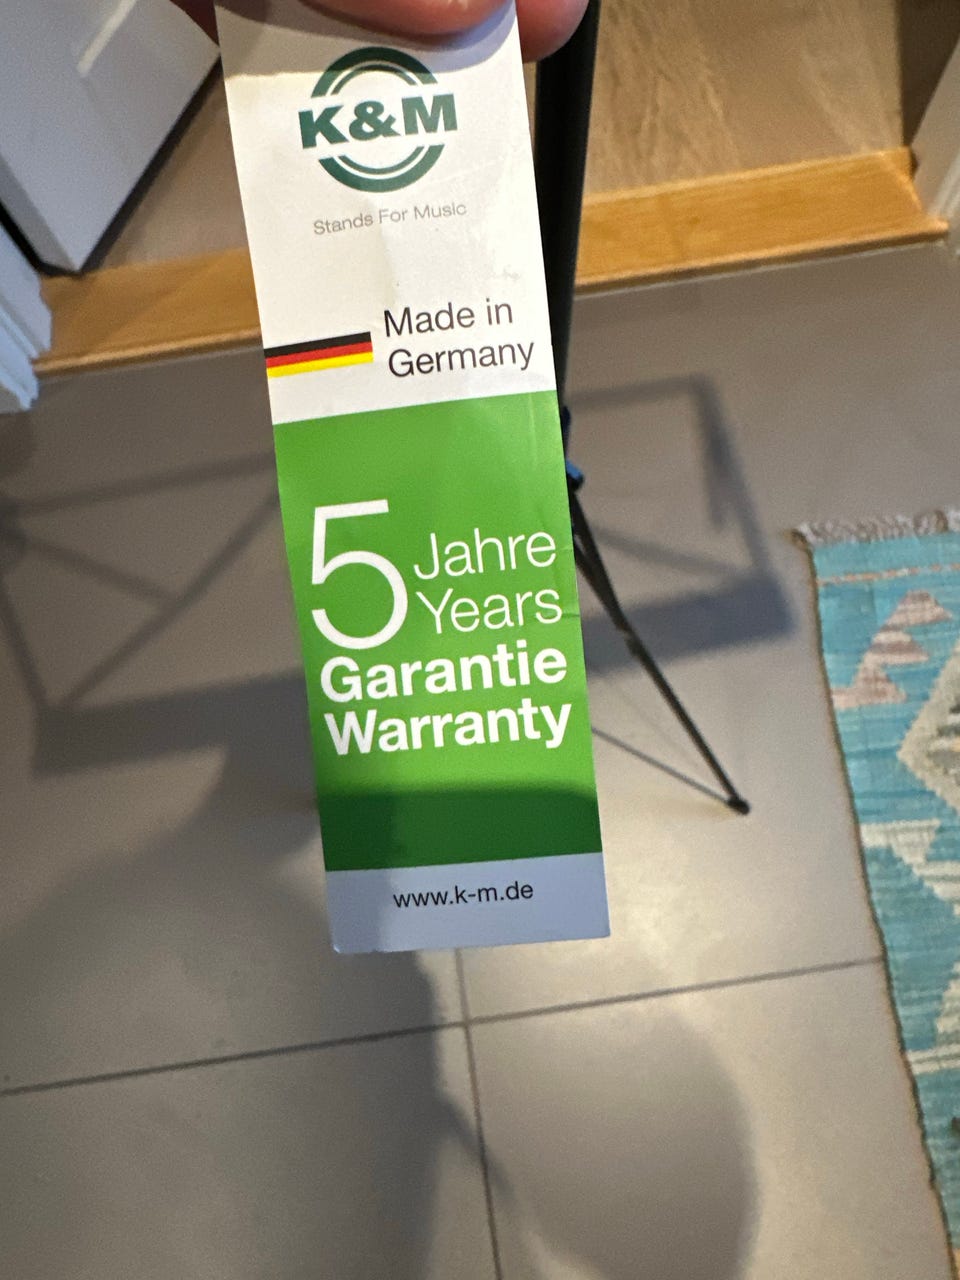 K&M
Stands For Music
Made in
Germany
5 Jahre
Years
Garantie
Warranty
www.k-m.de